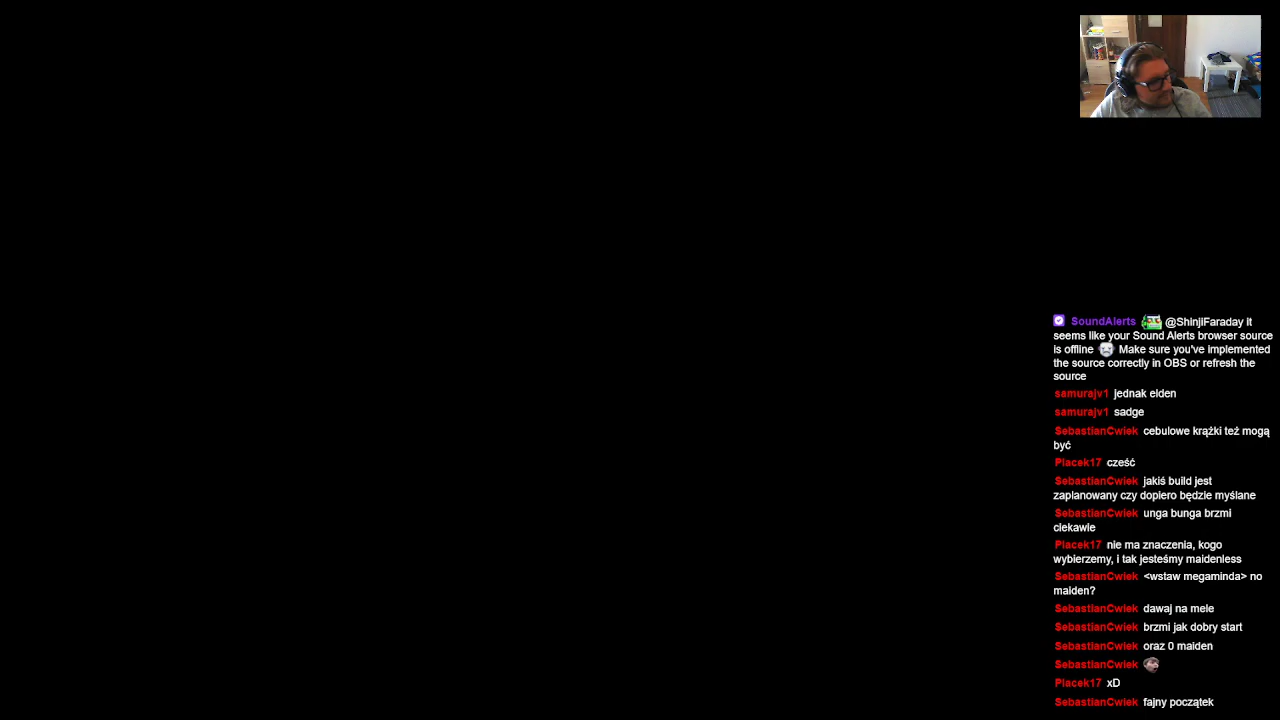 SoundAlerts @ShinjiFaraday it
seems like your Sound Alerts browser source
is offline Make sure you've implemented
the source correctly in OBS or refresh the
source
samurajv1 jednak elden
samurajv1 sadge
SebastianCwiek cebulowe krążki też mogą
być
Placek17 cześć
SebastianCwiek jakiś build jest
zaplanowany czy dopiero będzie myślane
SebastianCwiek unga bunga brzmi
ciekawie
Placek17 nie ma znaczenia, kogo
wybierzemy, i tak jesteśmy maidenless
SebastianCwiek <wstaw megaminda> no
maiden?
SebastianCwiek dawaj na mele
SebastianCwiek brzmi jak dobry start
SebastianCwiek oraz 0 maiden
SebastianCwiek
Placek17 xD
SebastianCwiek fajny początek